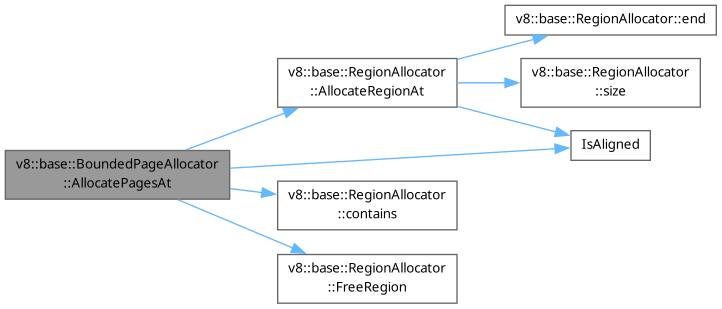 v8::base::RegionAllocator::end
v8::base::RegionAllocator
::AllocateRegionAt
v8::base::RegionAllocator
::size
IsAligned
v8::base::BoundedPageAllocator
::AllocatePagesAt
v8::base::RegionAllocator
::contains
v8::base::RegionAllocator
::FreeRegion